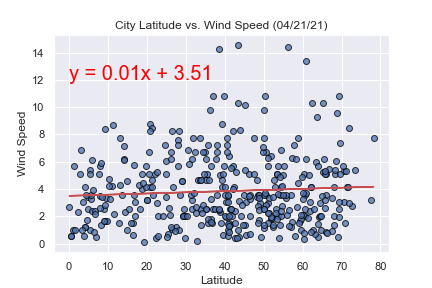 City Latitude vs. Wind Speed (04/21/21)
14
12
10
8
6
4
2
0
Wind Speed
y = 0.01x + 3.51
0 10 20 30 40 50 60 70 80
Latitude